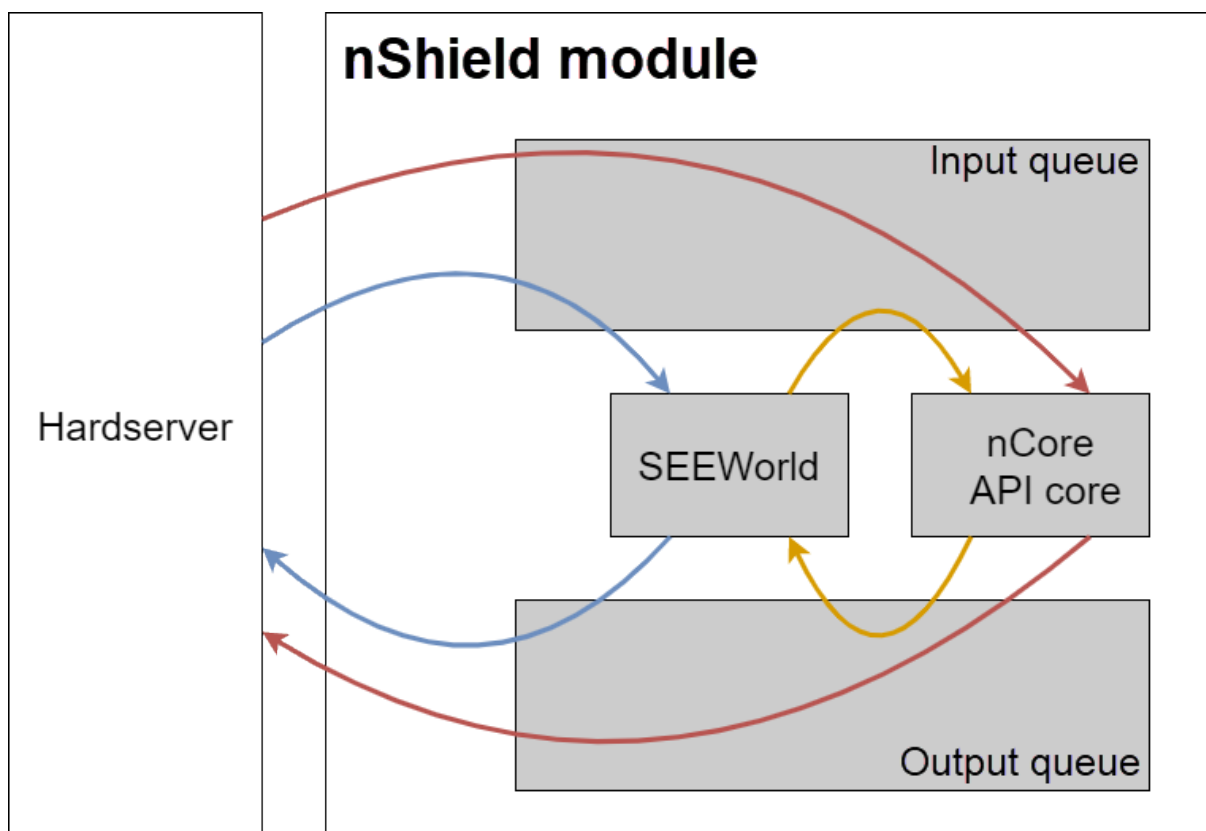 nShield module
Input queue
Hardserver
SEEWorld
nCore
API core
Output queue